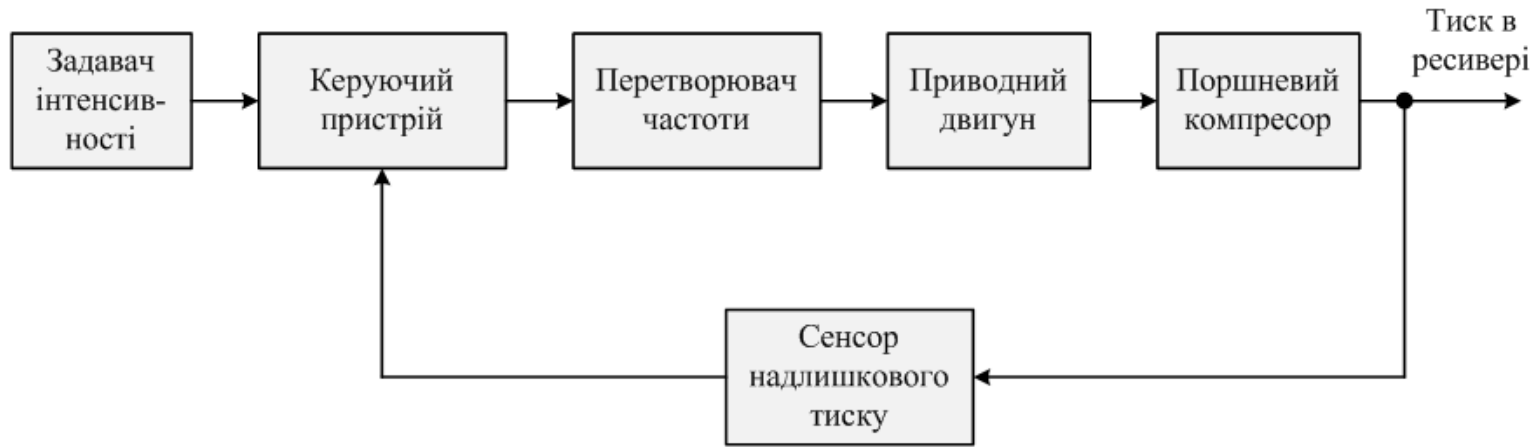 Задавач
інтенсив-
ності
Керуючий
пристрій
Перетворювач
частоти
Приводний
двигун
Поршневий
компресор
Тиск в
ресивері
Сенсор
надлишкового
тиску